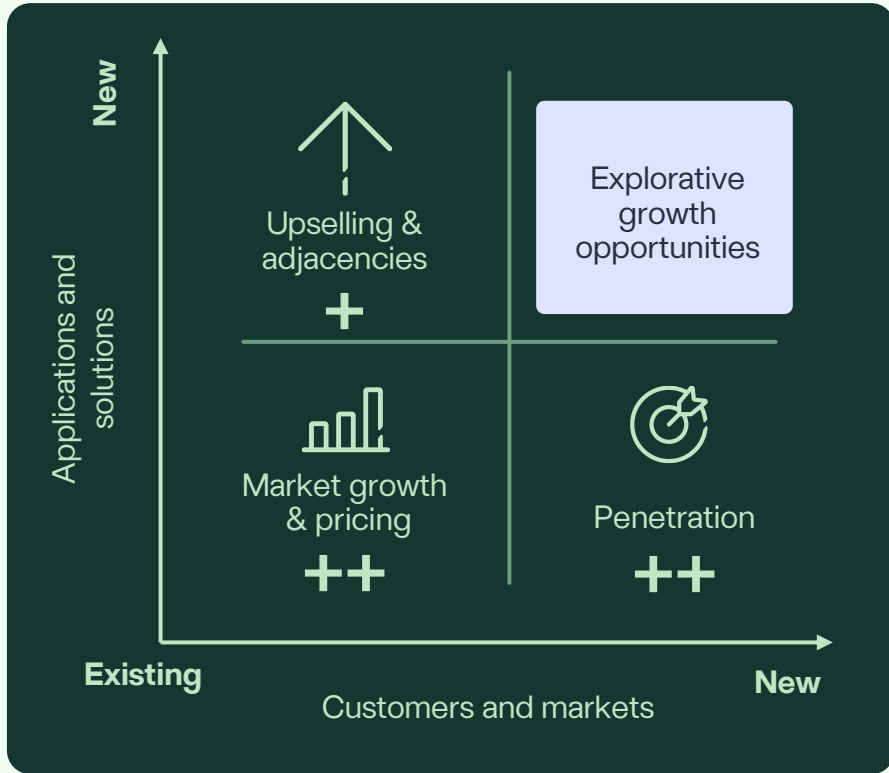 New
Applications and
solutions
Upselling &
adjacencies
+
Explorative
growth
opportunities
Market growth
& pricing
++
Penetration
++
Existing
New
Customers and markets